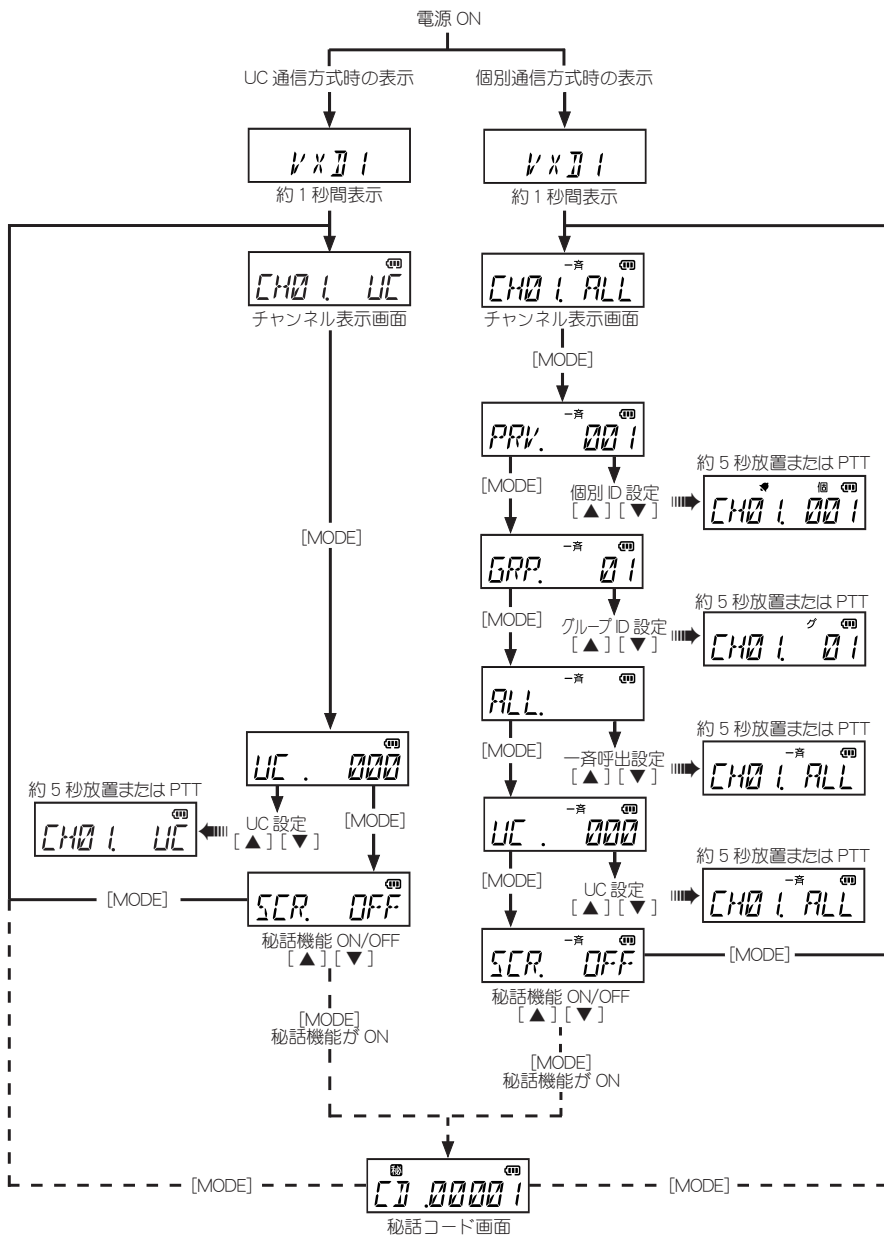 電源 ON
UC 通信方式時の表示
個別通信方式時の表示
VXD1
VXD1
約 1 秒間表示
約 1 秒間表示
CH01. UC
チャンネル表示画面
一斉
CH01. ALL
チャンネル表示画面
[MODE]
一斉
PRV. 001
[MODE]
個別 ID 設定
[ ▲ ] [ ▼ ]
約 5 秒放置または PTT
個
CH01. 001
[MODE]
一斉
GRP. 01
[MODE]
グループ ID 設定
[ ▲ ] [ ▼ ]
約 5 秒放置または PTT
グ
CH01. 01
一斉
ALL.
[MODE]
一斉呼出設定
[ ▲ ] [ ▼ ]
約 5 秒放置または PTT
一斉
CH01. ALL
UC . 000
約 5 秒放置または PTT
CH01. UC
UC 設定
[ ▲ ] [ ▼ ]
[MODE]
一斉
UC . 000
[MODE]
UC 設定
[ ▲ ] [ ▼ ]
約 5 秒放置または PTT
一斉
CH01. ALL
[MODE]
SCR. OFF
秘話機能 ON/OFF
[ ▲ ] [ ▼ ]
一斉
SCR. OFF
[MODE]
秘話機能 ON/OFF
[ ▲ ] [ ▼ ]
[MODE]
秘話機能が ON
[MODE]
秘話機能が ON
[MODE]
秘
CD .00001
[MODE]
秘話コード画面